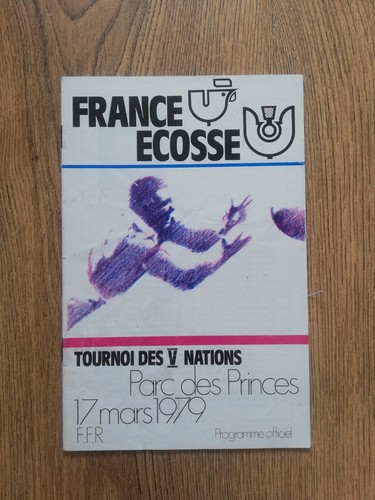 FRANCE
ECOSSE
TOURNOI DES V NATIONS
Parc des Princes
17 mars 1979
F.F.R Programme officiel